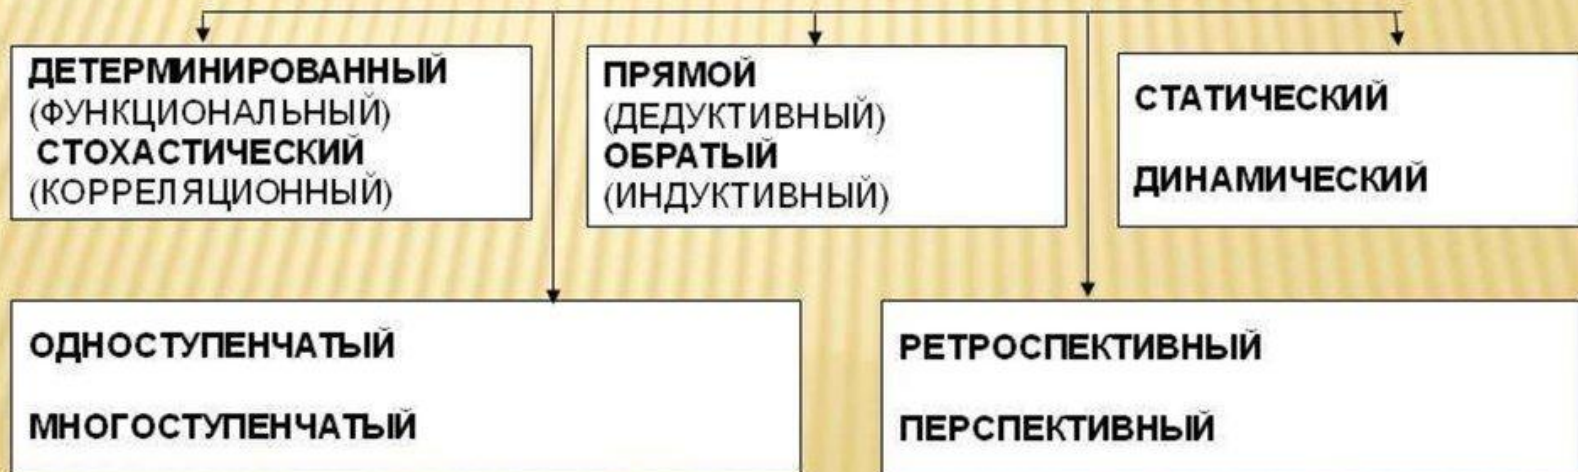 ДЕТЕРМИНИРОВАННЫЙ
(ФУНКЦИОНАЛЬНЫЙ)
СТОХАСТИЧЕСКИЙ
(КОРРЕЛЯЦИОННЫЙ)
ПРЯМОЙ
(ДЕДУКТИВНЫЙ)
ОБРАТЫЙ
(ИНДУКТИВНЫЙ)
СТАТИЧЕСКИЙ
ДИНАМИЧЕСКИЙ
ОДНОСТУПЕНЧАТЫЙ
МНОГОСТУПЕНЧАТЫЙ
РЕТРОСПЕКТИВНЫЙ
ПЕРСПЕКТИВНЫЙ